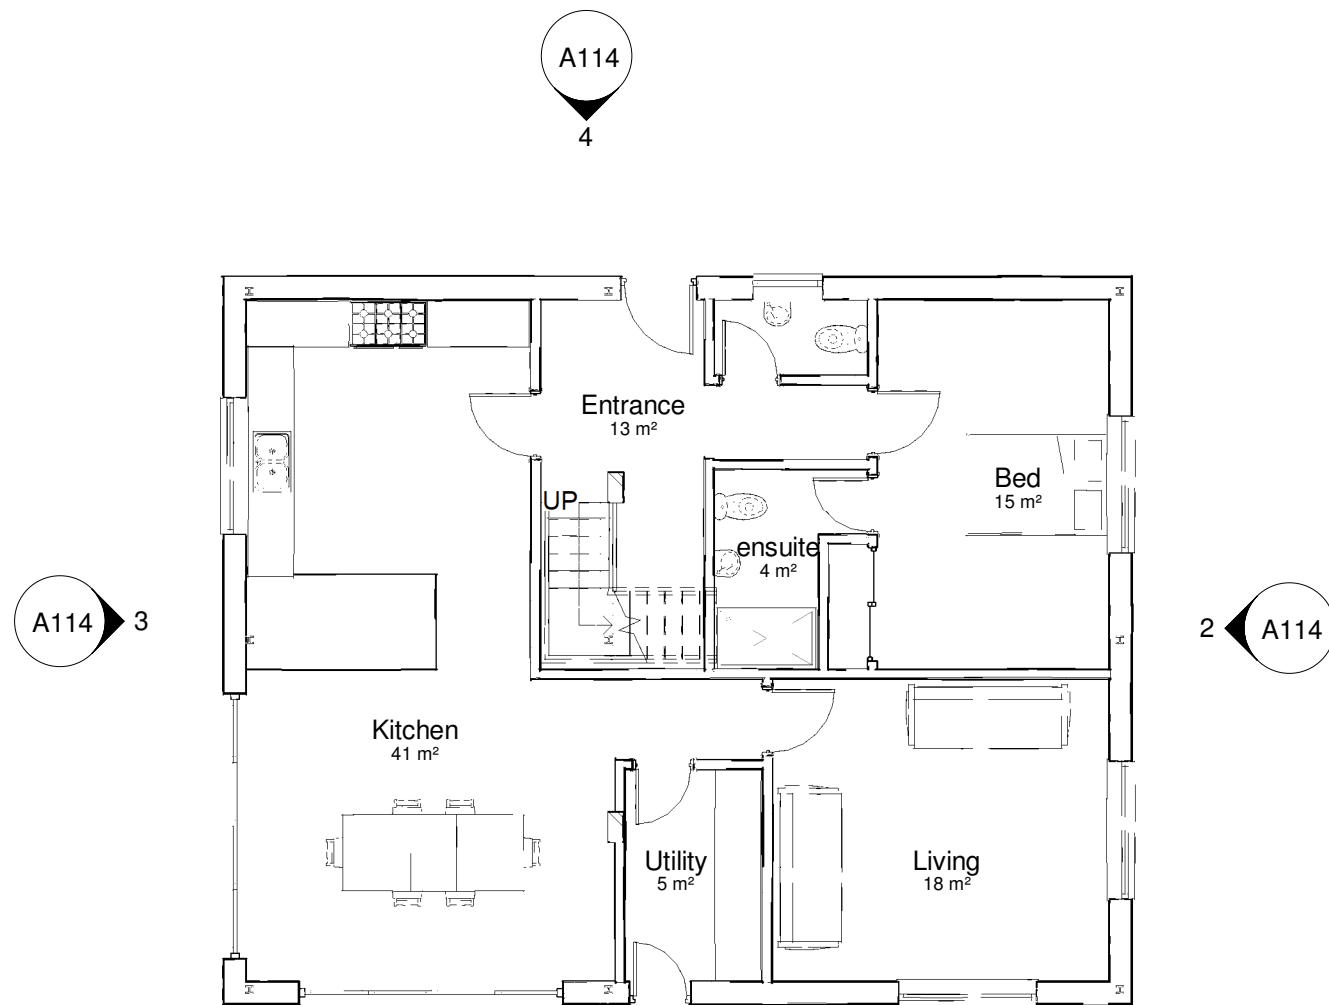 A114
4
Entrance
13 m²
UP
Bed
15 m²
ensuite
4 m²
A114
3
2
A114
Kitchen
41 m²
Utility
5 m²
Living
18 m²